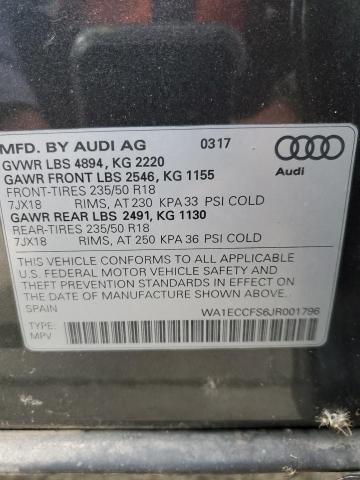 MFD. BY AUDI AG 0317
GVWR LBS 4894, KG 2220
GAWR FRONT LBS 2546, KG 1155
FRONT-TIRES 235/50 R18
7JX18 RIMS, AT 230 KPA 33 PSI COLD
GAWR REAR LBS 2491, KG 1130
REAR-TIRES 235/50 R18
7JX18 RIMS, AT 250 KPA 36 PSI COLD
Audi
THIS VEHICLE CONFORMS TO ALL APPLICABLE
U.S. FEDERAL MOTOR VEHICLE SAFETY AND
THEFT PREVENTION STANDARDS IN EFFECT ON
THE DATE OF MANUFACTURE SHOWN ABOVE.
SPAIN WA1ECCFS6JR001796
TYPE:
MPV